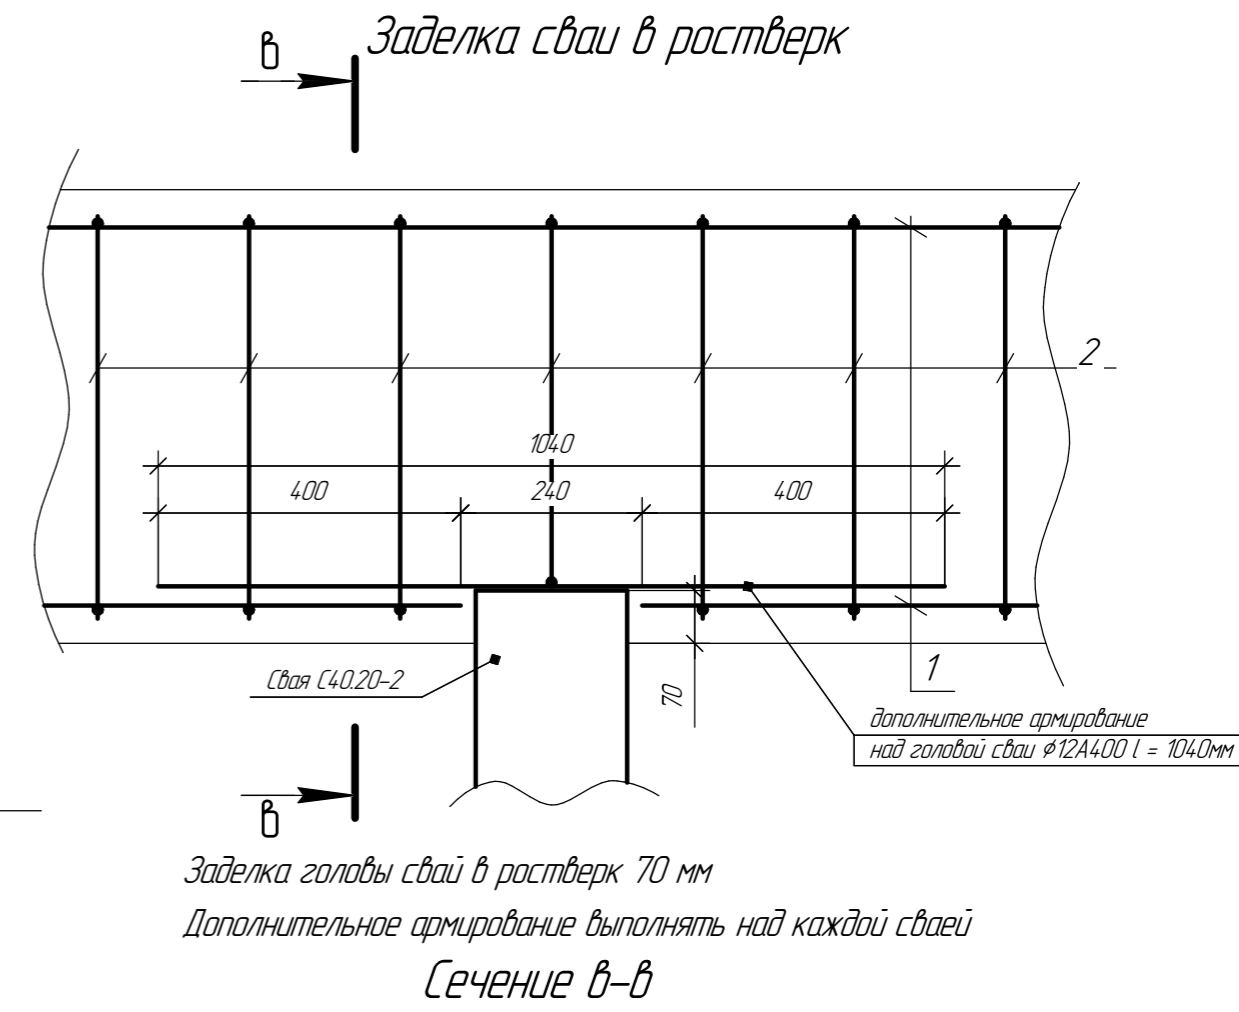 Заделка сваи в ростверк
в
2
1040
400
240
400
Свая С40.20-2
70
1
дополнительное армирование
над головой сваи ϕ12А400 l = 1040мм
в
Заделка головы свай в ростверк 70 мм
Дополнительное армирование выполнять над каждой сваей
Сечение в-в